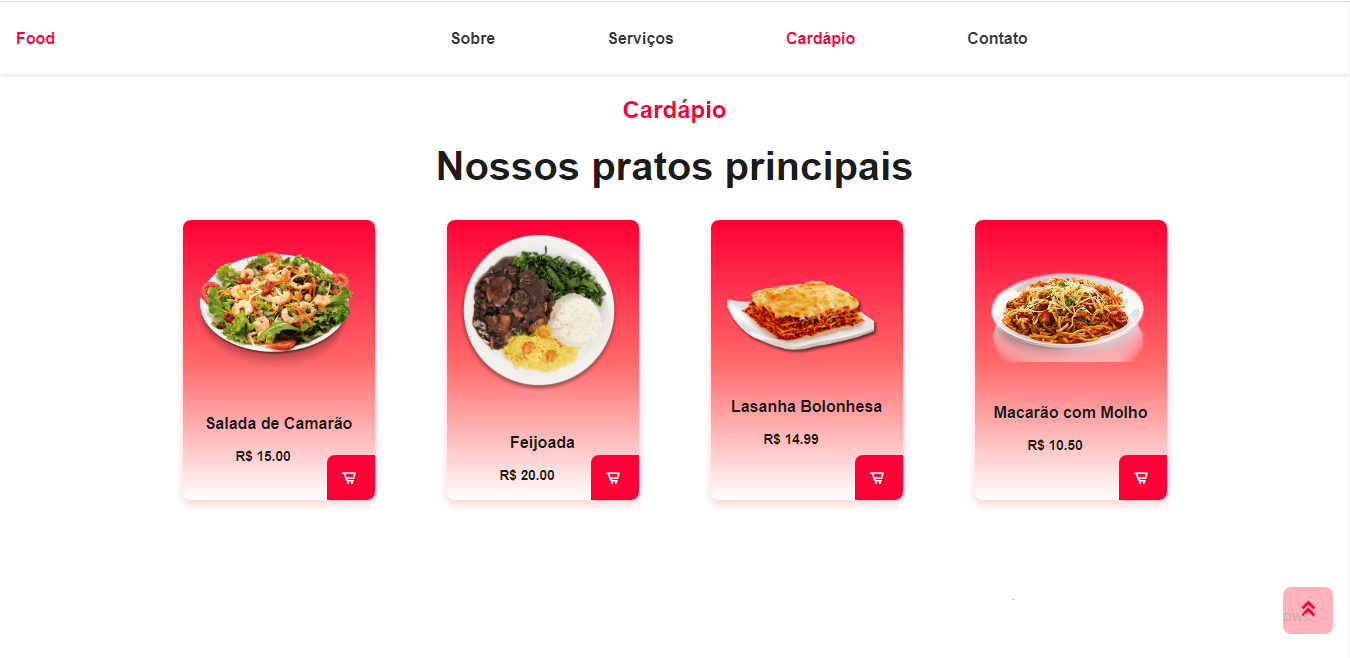 Food
Sobre
Serviços
Cardápio
Contato
Cardápio
Nossos pratos principais
Salada de Camarão
R$ 15.00
Feijoada
R$ 20.00
Lasanha Bolonhesa
R$ 14.99
Macarão com Molho
R$ 10.50
ows.